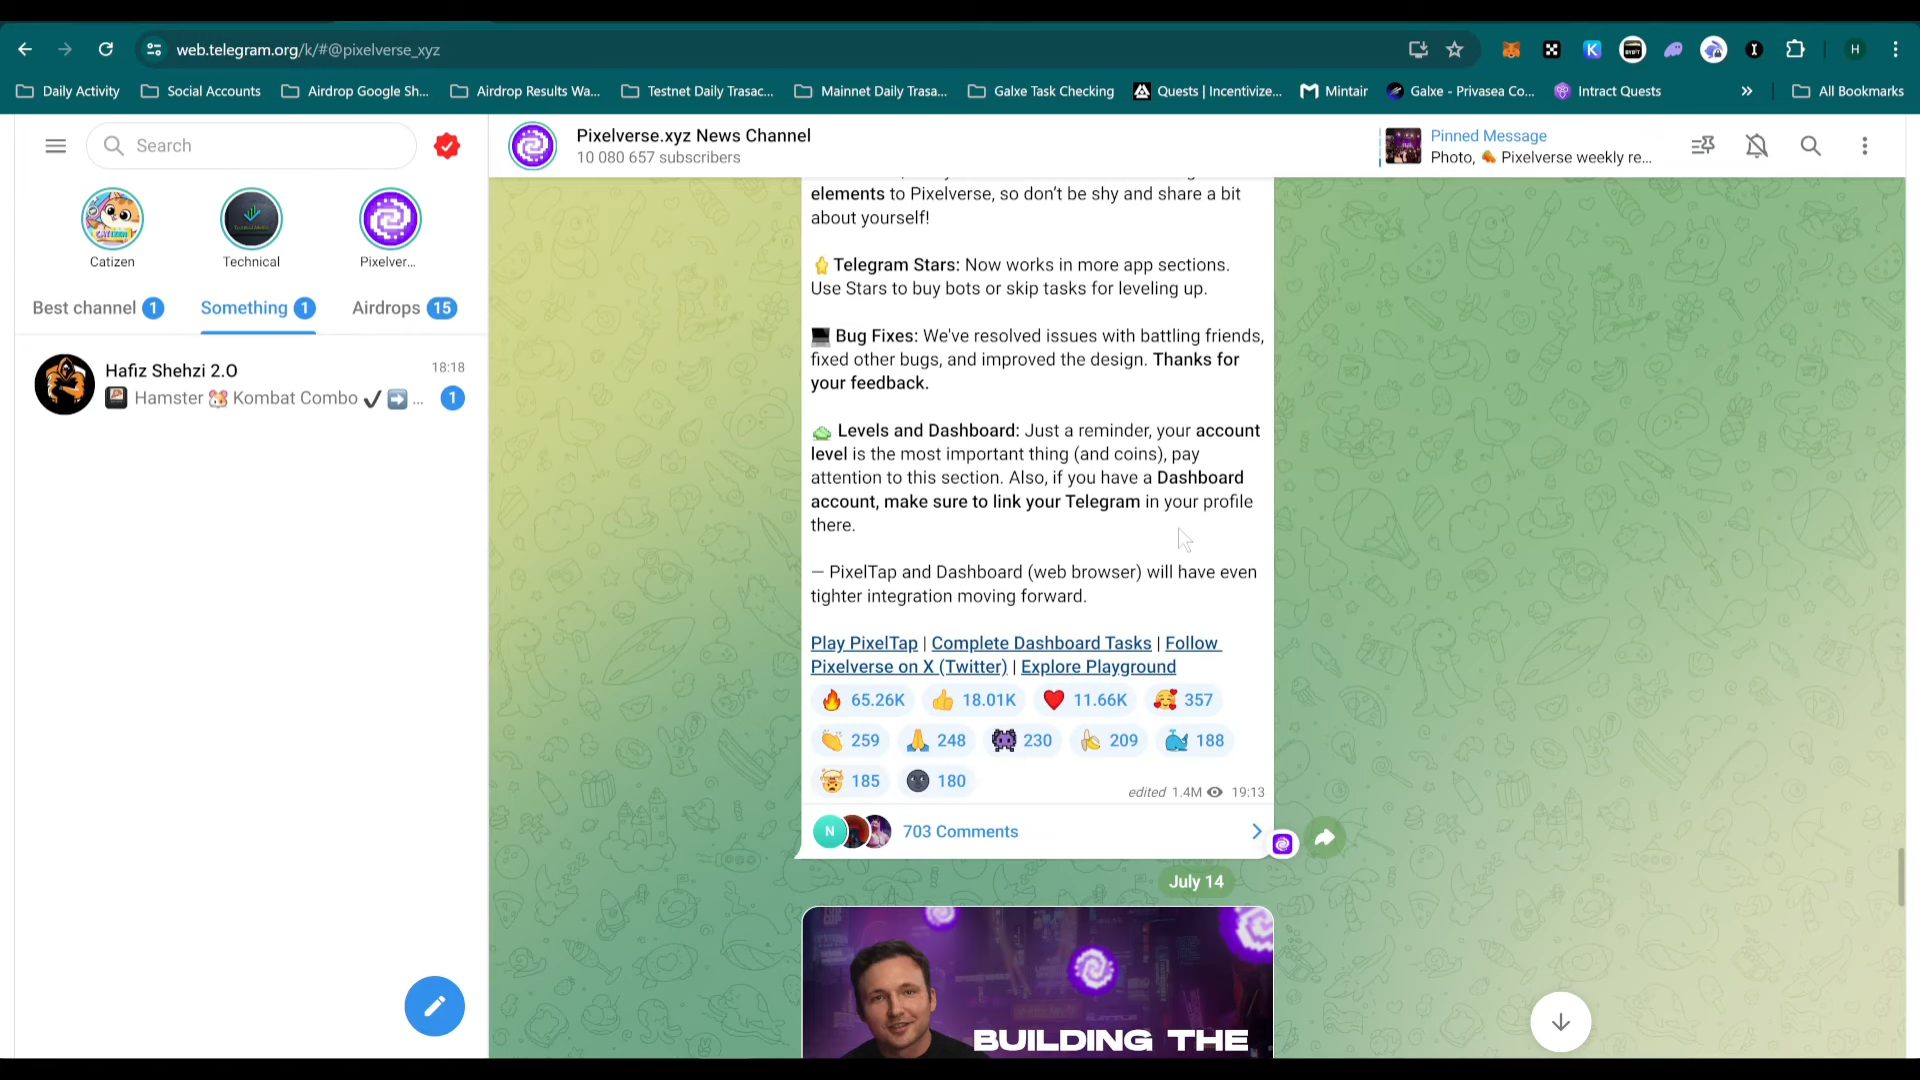 web.telegram.org/k/#@pixelverse_xyz
H
Daily Activity
Social Accounts
Airdrop Google Sh...
Airdrop Results Wa...
Testnet Daily Trasac...
Mainnet Daily Trasa...
Galxe Task Checking
Quests | Incentivize...
Mintair
Galxe - Privasea Co...
Intract Quests
All Bookmarks
Search
Pixelverse.xyz News Channel
10 080 657 subscribers
Pinned Message
Photo, Pixelverse weekly re...
Catizen
Technical
Pixelver...
Best channel 1
Something 1
Airdrops 15
Hafiz Shehzi 2.O
18:18
Hamster 🐹 Kombat Combo ✔ ➡ ...
1
elements to Pixelverse, so don’t be shy and share a bit
about yourself!
Telegram Stars: Now works in more app sections.
Use Stars to buy bots or skip tasks for leveling up.
💻 Bug Fixes: We've resolved issues with battling friends,
fixed other bugs, and improved the design. Thanks for
your feedback.
Levels and Dashboard: Just a reminder, your account
level is the most important thing (and coins), pay
attention to this section. Also, if you have a Dashboard
account, make sure to link your Telegram in your profile
there.
— PixelTap and Dashboard (web browser) will have even
tighter integration moving forward.
Play PixelTap | Complete Dashboard Tasks | Follow
Pixelverse on X (Twitter) | Explore Playground
🔥 65.26K 👍 18.01K ❤ 11.66K 🥰 357
👏 259 🙏 248 👾 230 🍌 209 🐳 188
🤯 185 🌚 180
edited 1.4M 19:13
N
703 Comments
July 14
BUILDING THE